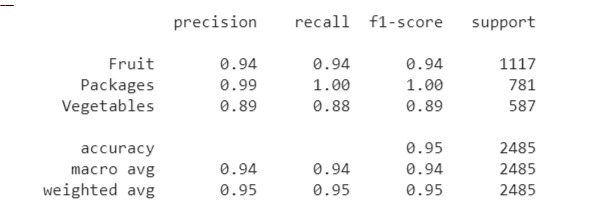 precision recall f1-score support
Fruit 0.94 0.94 0.94 1117
Packages 0.99 1.00 1.00 781
Vegetables 0.89 0.88 0.89 587
accuracy 0.95 2485
macro avg 0.94 0.94 0.94 2485
weighted avg 0.95 0.95 0.95 2485